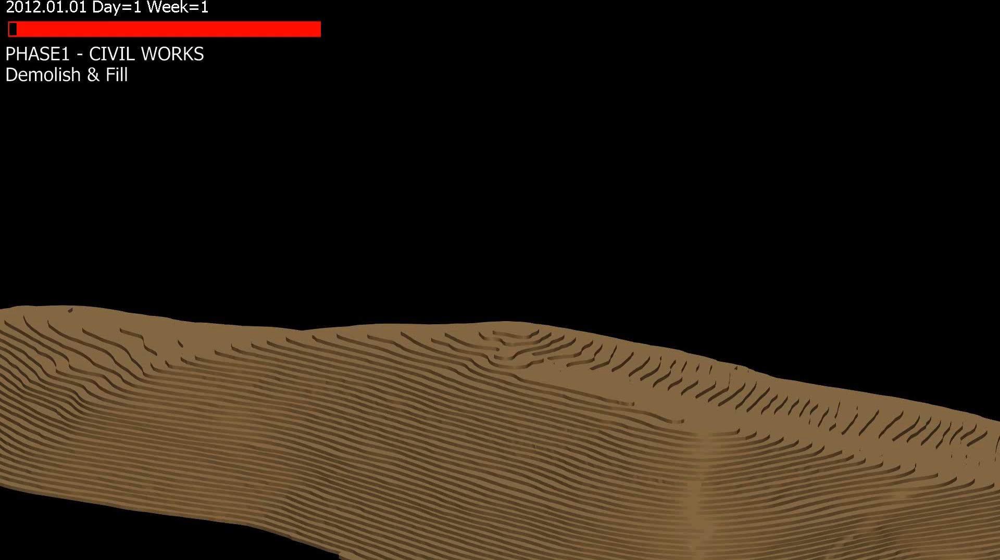 2012.01.01 Day=1 Week=1
PHASE1 - CIVIL WORKS
Demolish & Fill